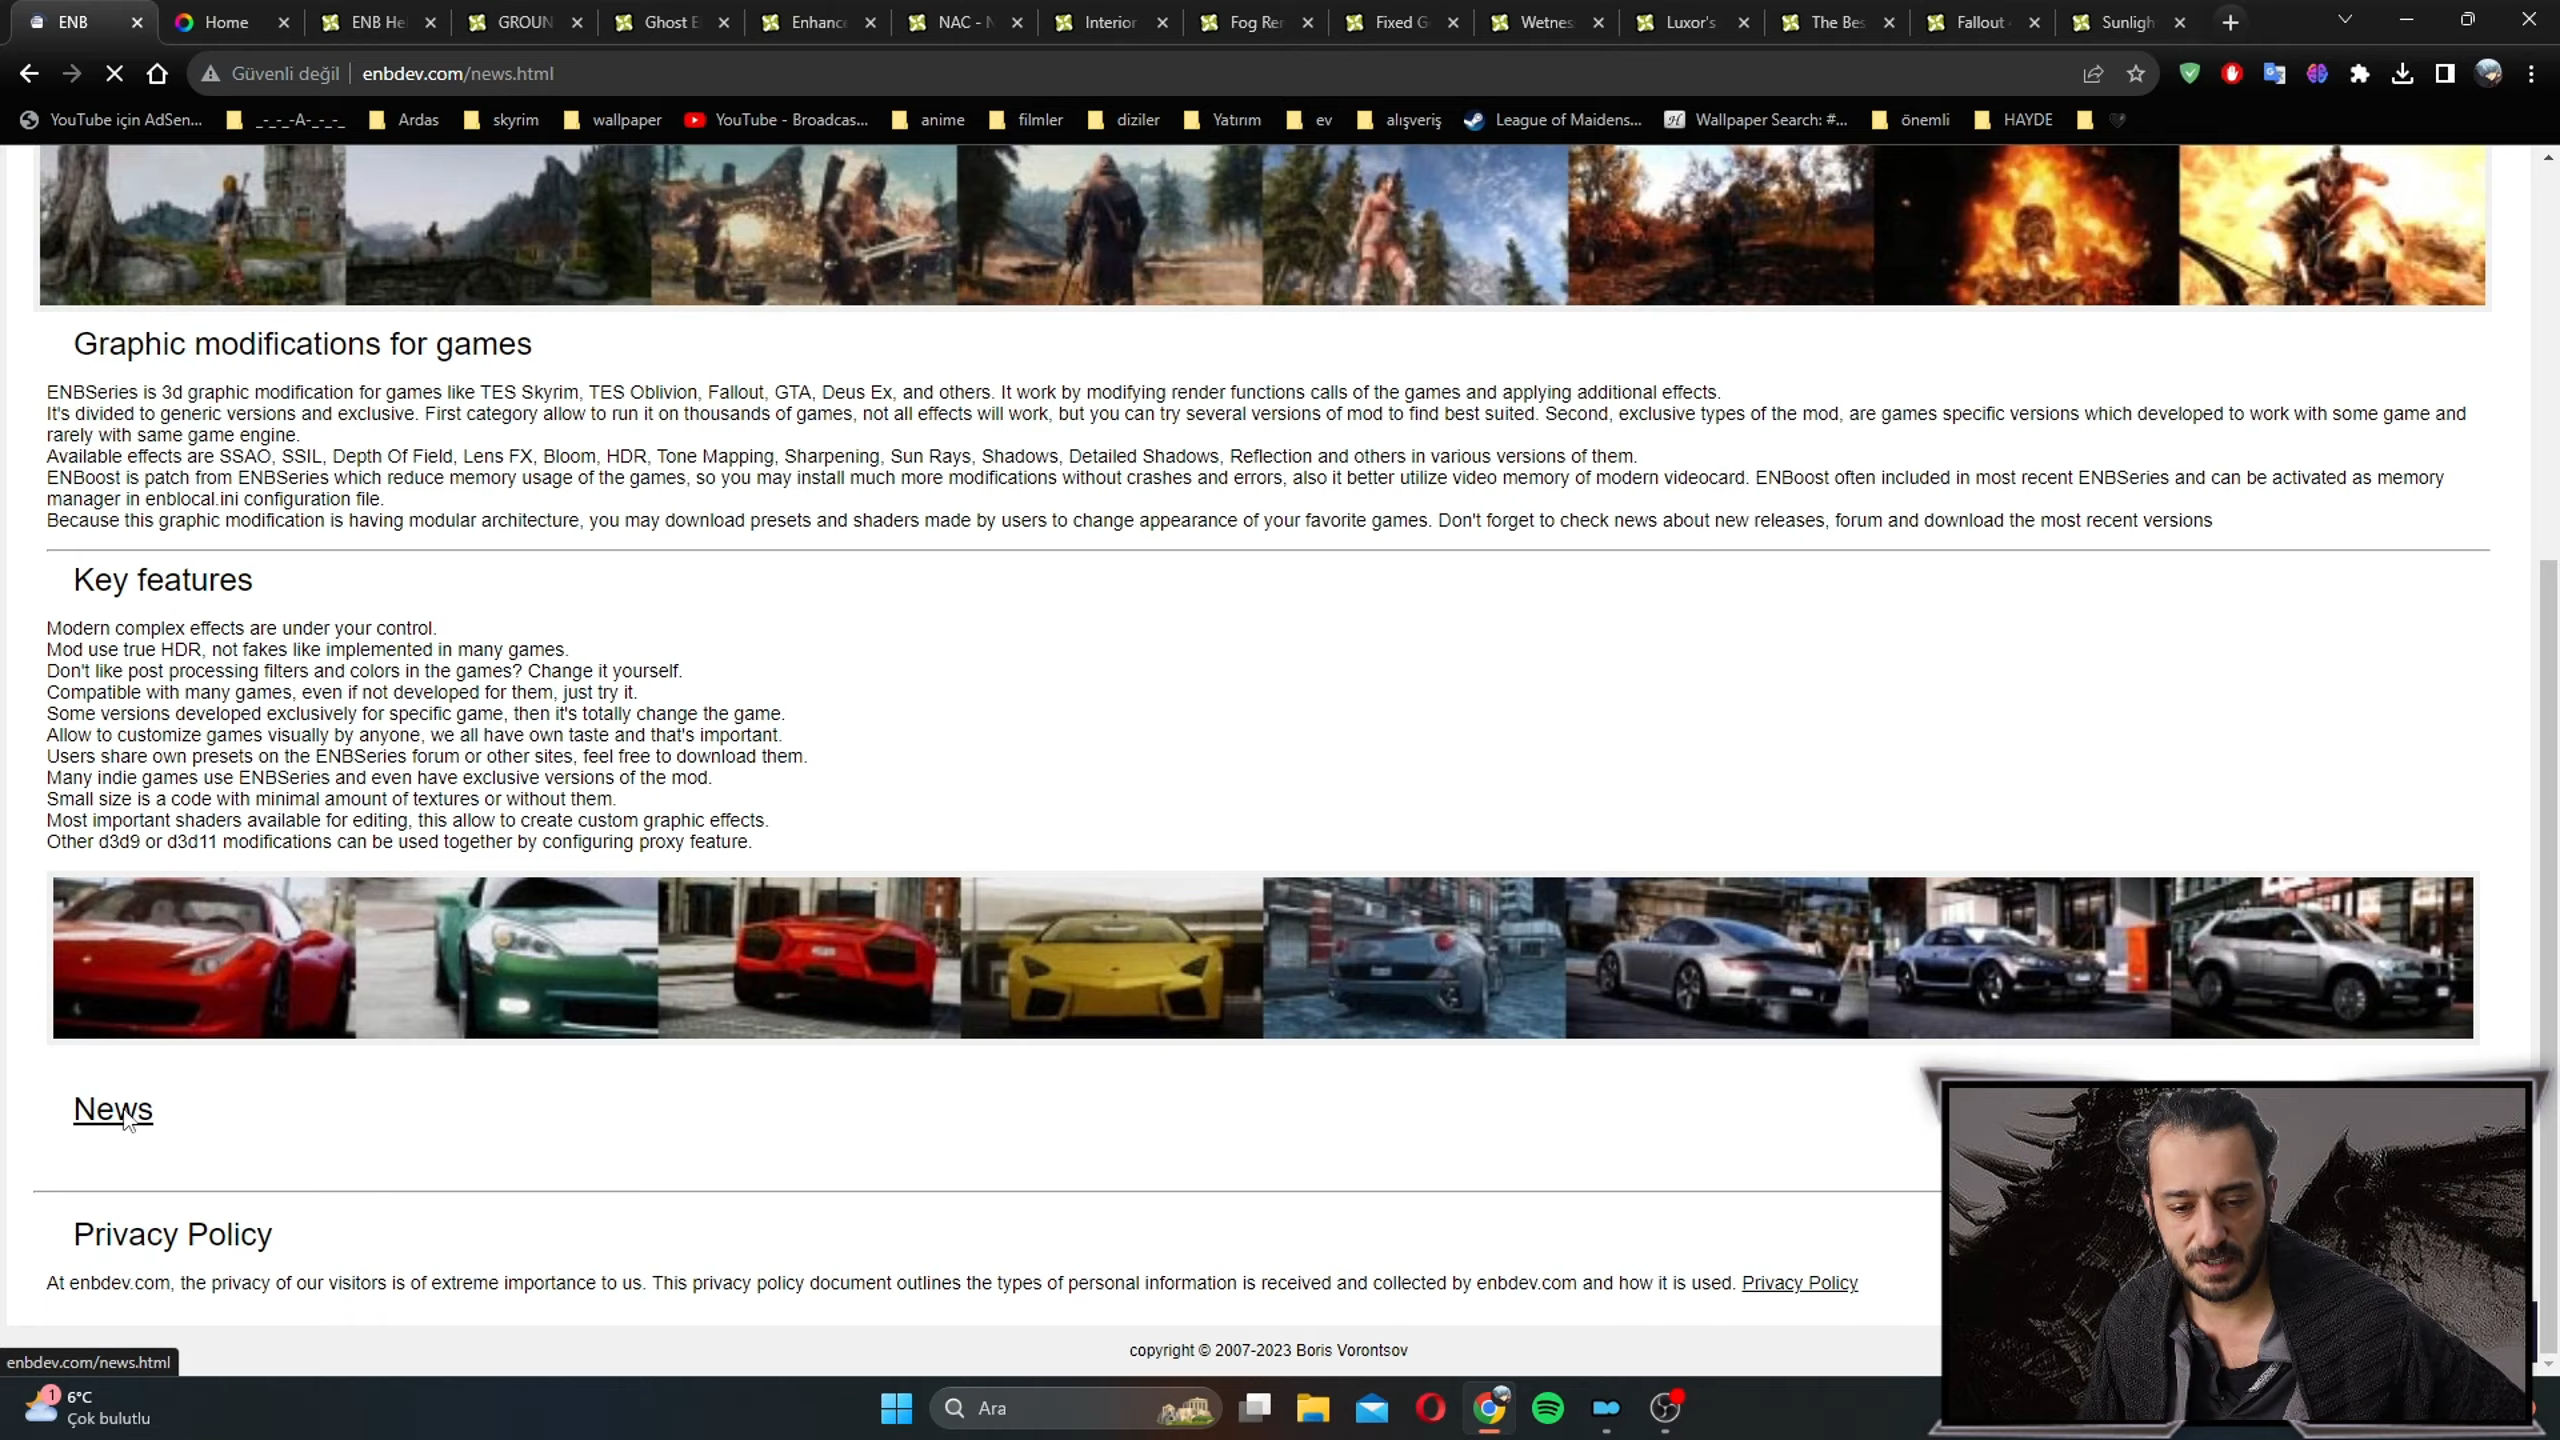 ENB
Home
ENB He
GROUN
Ghost E
Enhanc
NAC - N
Interior
Fog Re
Fixed G
Wetnes
Luxor's
The Bes
Fallout
Sunligh
Güvenli değil
enbdev.com/news.html
YouTube için AdSen...
_-_-_-A-_-_-_
Ardas
skyrim
wallpaper
YouTube - Broadcas...
anime
filmler
diziler
Yatırım
ev
alışveriş
League of Maidens...
Wallpaper Search: #...
önemli
HAYDE
Graphic modifications for games
ENBSeries is 3d graphic modification for games like TES Skyrim, TES Oblivion, Fallout, GTA, Deus Ex, and others. It work by modifying render functions calls of the games and applying additional effects.
It's divided to generic versions and exclusive. First category allow to run it on thousands of games, not all effects will work, but you can try several versions of mod to find best suited. Second, exclusive types of the mod, are games specific versions which developed to work with some game and
rarely with same game engine.
Available effects are SSAO, SSIL, Depth Of Field, Lens FX, Bloom, HDR, Tone Mapping, Sharpening, Sun Rays, Shadows, Detailed Shadows, Reflection and others in various versions of them.
ENBoost is patch from ENBSeries which reduce memory usage of the games, so you may install much more modifications without crashes and errors, also it better utilize video memory of modern videocard. ENBoost often included in most recent ENBSeries and can be activated as memory
manager in enblocal.ini configuration file.
Because this graphic modification is having modular architecture, you may download presets and shaders made by users to change appearance of your favorite games. Don't forget to check news about new releases, forum and download the most recent versions
Key features
Modern complex effects are under your control.
Mod use true HDR, not fakes like implemented in many games.
Don't like post processing filters and colors in the games? Change it yourself.
Compatible with many games, even if not developed for them, just try it.
Some versions developed exclusively for specific game, then it's totally change the game.
Allow to customize games visually by anyone, we all have own taste and that's important.
Users share own presets on the ENBSeries forum or other sites, feel free to download them.
Many indie games use ENBSeries and even have exclusive versions of the mod.
Small size is a code with minimal amount of textures or without them.
Most important shaders available for editing, this allow to create custom graphic effects.
Other d3d9 or d3d11 modifications can be used together by configuring proxy feature.
News
Privacy Policy
At enbdev.com, the privacy of our visitors is of extreme importance to us. This privacy policy document outlines the types of personal information is received and collected by enbdev.com and how it is used. Privacy Policy
copyright © 2007-2023 Boris Vorontsov
enbdev.com/news.html
1
6°C
Çok bulutlu
Ara